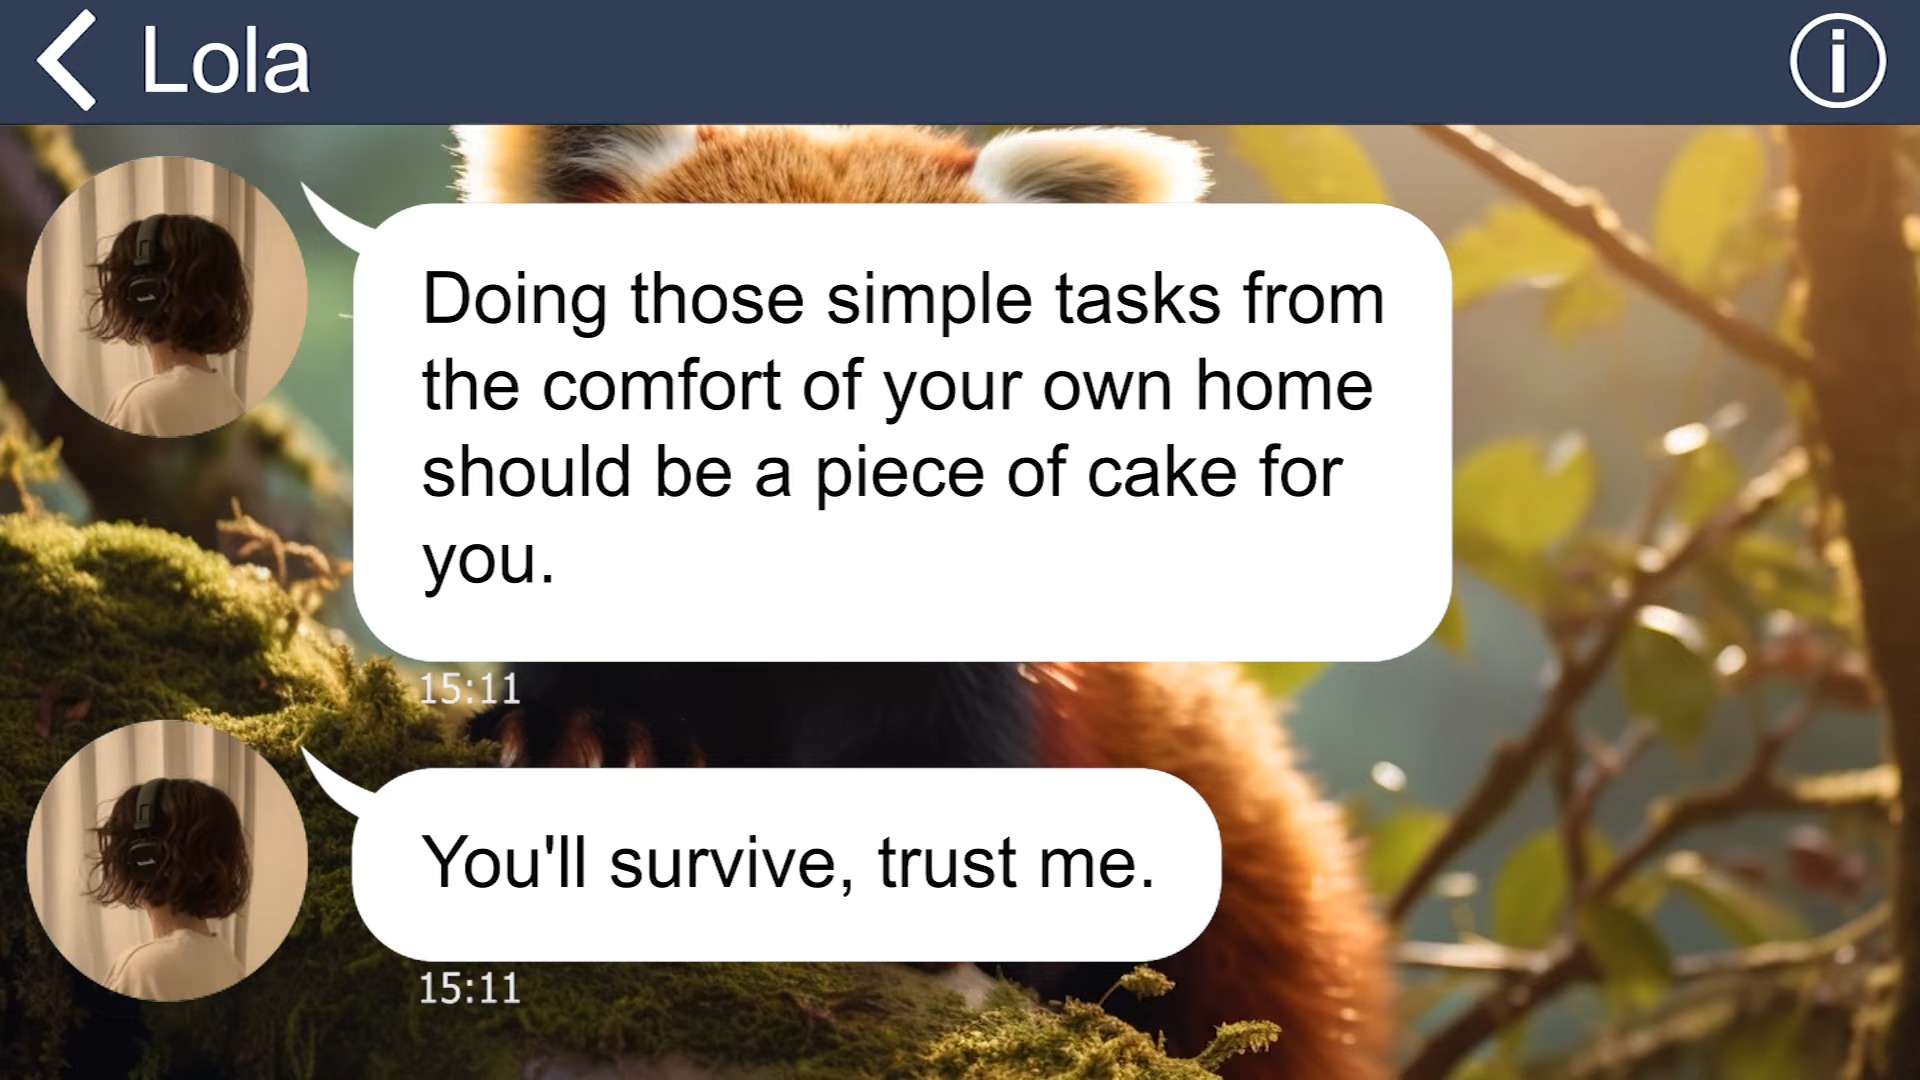 Lola
Doing those simple tasks from
the comfort of your own home
should be a piece of cake for
you.
15:11
You'll survive, trust me.
15:11